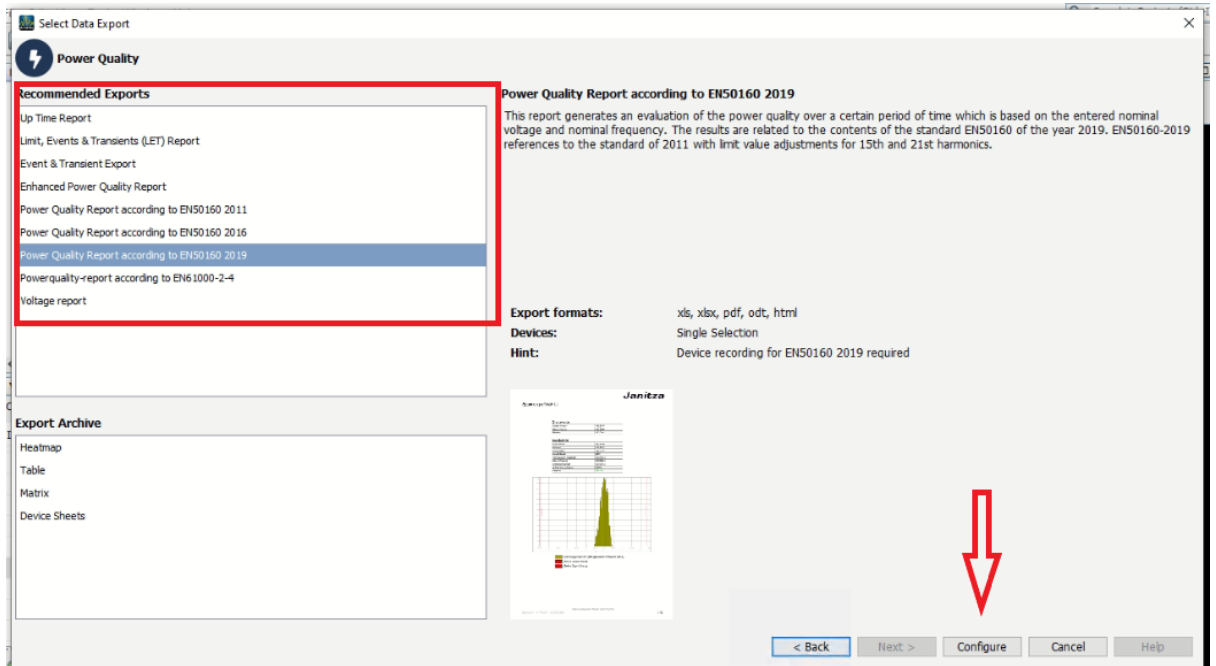 Select Data Export
Power Quality
Recommended Exports
Up Time Report
Limit, Events & Transients (LET) Report
Event & Transient Export
Enhanced Power Quality Report
Power Quality Report according to EN50160 2011
Power Quality Report according to EN50160 2016
Power Quality Report according to EN50160 2019
Powerquality-report according to EN61000-2-4
Voltage report
Export Archive
Heatmap
Table
Matrix
Device Sheets
Power Quality Report according to EN50160 2019
This report generates an evaluation of the power quality over a certain period of time which is based on the entered nominal
voltage and nominal frequency. The results are related to the contents of the standard EN50160 of the year 2019. EN50160-2019
references to the standard of 2011 with limit value adjustments for 15th and 21st harmonics.
Export formats: xls, xlsx, pdf, odt, html
Devices: Single Selection
Hint: Device recording for EN50160 2019 required
Janitza
< Back Next > Configure Cancel Help